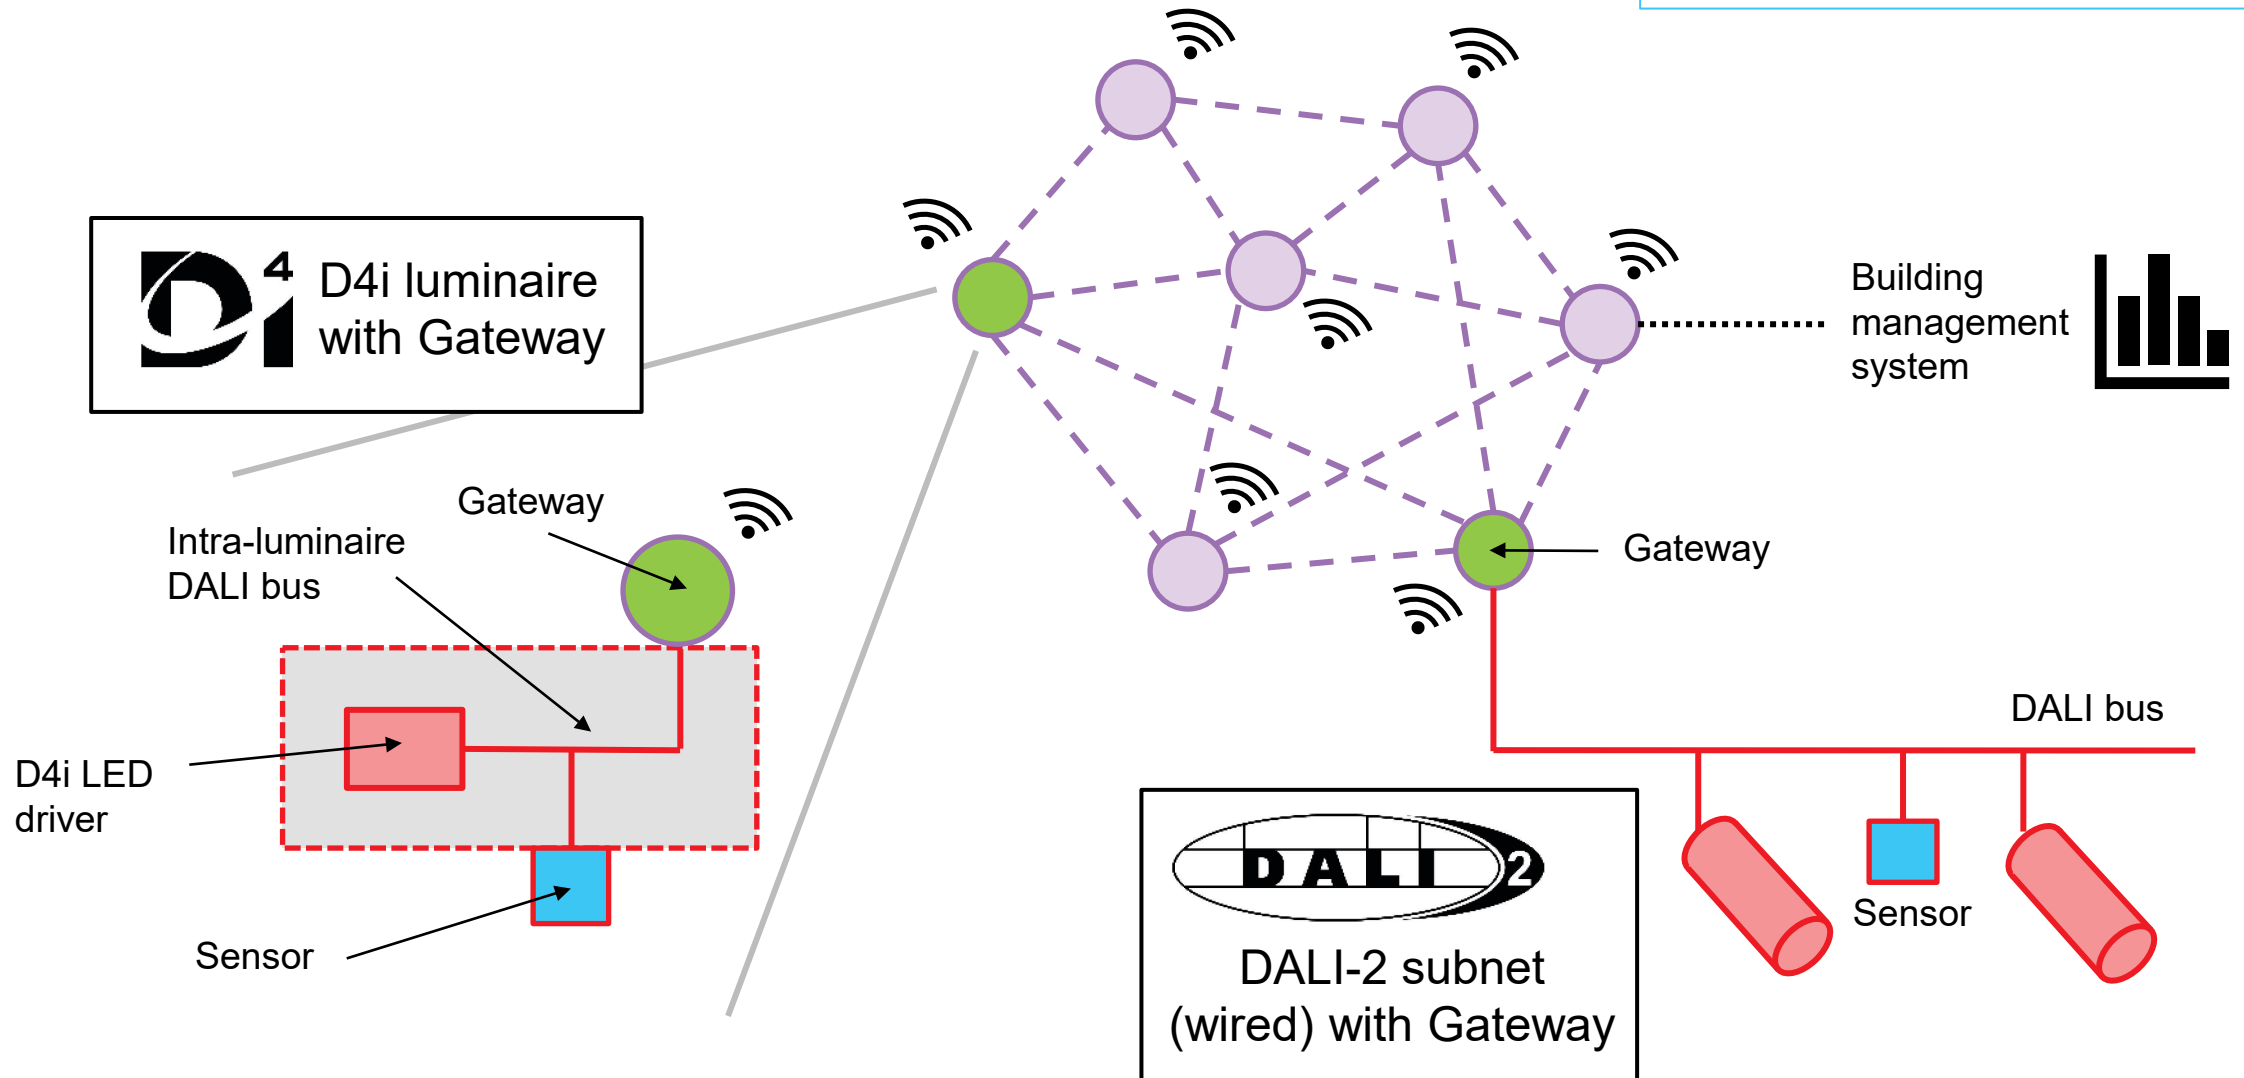 D4i
D4i luminaire
with Gateway
Building
management
system
Gateway
Intra-luminaire
DALI bus
Gateway
DALI bus
D4i LED
driver
DALI 2
Sensor
Sensor
DALI-2 subnet
(wired) with Gateway